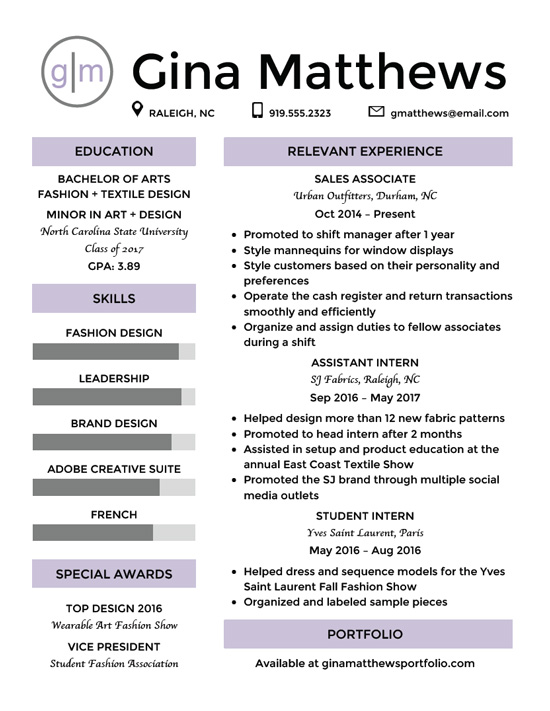 g|m
Gina Matthews
RALEIGH, NC
919.555.2323
gmatthews@email.com
EDUCATION
BACHELOR OF ARTS
FASHION + TEXTILE DESIGN
MINOR IN ART + DESIGN
North Carolina State University
Class of 2017
GPA: 3.89
SKILLS
FASHION DESIGN
LEADERSHIP
BRAND DESIGN
ADOBE CREATIVE SUITE
FRENCH
SPECIAL AWARDS
TOP DESIGN 2016
Wearable Art Fashion Show
VICE PRESIDENT
Student Fashion Association
RELEVANT EXPERIENCE
SALES ASSOCIATE
Urban Outfitters, Durham, NC
Oct 2014 – Present
• Promoted to shift manager after 1 year
• Style mannequins for window displays
• Style customers based on their personality and
preferences
• Operate the cash register and return transactions
smoothly and efficiently
• Organize and assign duties to fellow associates
during a shift
ASSISTANT INTERN
SJ Fabrics, Raleigh, NC
Sep 2016 – May 2017
• Helped design more than 12 new fabric patterns
• Promoted to head intern after 2 months
• Assisted in setup and product education at the
annual East Coast Textile Show
• Promoted the SJ brand through multiple social
media outlets
STUDENT INTERN
Yves Saint Laurent, Paris
May 2016 – Aug 2016
• Helped dress and sequence models for the Yves
Saint Laurent Fall Fashion Show
• Organized and labeled sample pieces
PORTFOLIO
Available at ginamatthewsportfolio.com